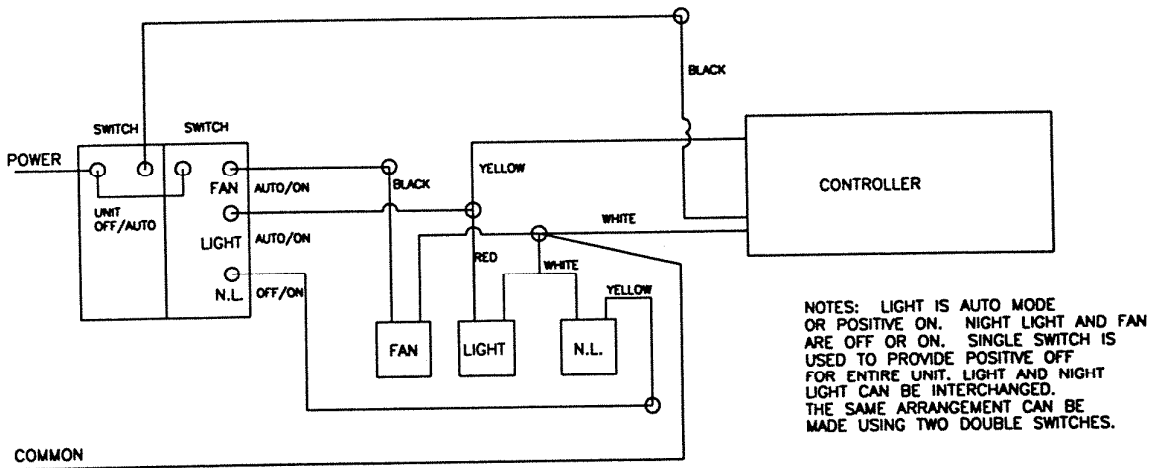 BLACK
SWITCH
SWITCH
POWER
YELLOW
CONTROLLER
FAN
AUTO/ON
BLACK
UNIT
OFF/AUTO
LIGHT
AUTO/ON
WHITE
RED
WHITE
N.L.
OFF/ON
YELLOW
FAN
LIGHT
N.L.
NOTES: LIGHT IS AUTO MODE
OR POSITIVE ON. NIGHT LIGHT AND FAN
ARE OFF OR ON. SINGLE SWITCH IS
USED TO PROVIDE POSITIVE OFF
FOR ENTIRE UNIT. LIGHT AND NIGHT
LIGHT CAN BE INTERCHANGED.
THE SAME ARRANGEMENT CAN BE
MADE USING TWO DOUBLE SWITCHES.
COMMON